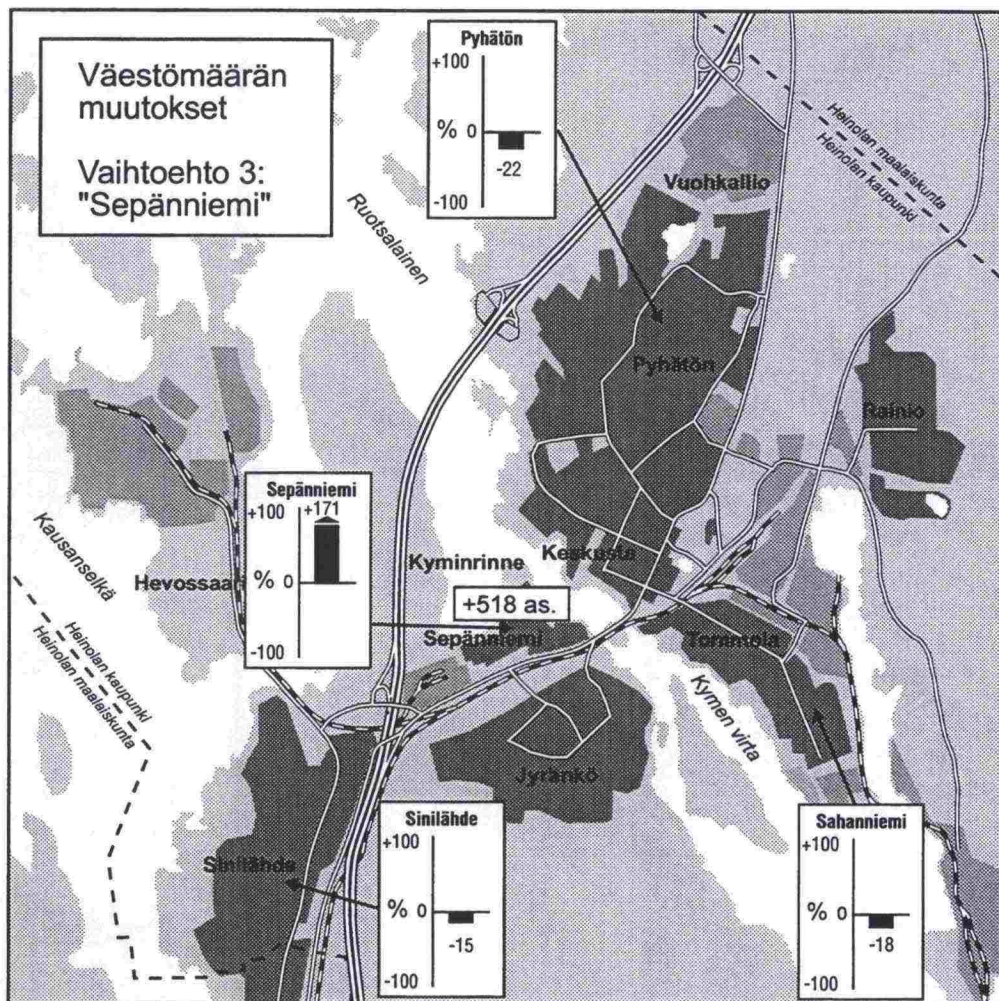 Väestömäärän
muutokset
Vaihtoehto 3:
"Sepänniemi"
Pyhätön
+100
% 0
-22
-100
Heinolan maalaiskunta
Heinolan kaupunki
Vuohkallio
Ruotsalainen
Pyhätön
Rainio
Sepänniemi
+100
+171
% 0
-100
Kausanselkä
Hevossaari
Kyminrinne
Keskusta
+518 as.
Sepänniemi
Torantola
Heinolan kaupunki
Heinolan maalaiskunta
Kymen virta
Jyränkö
Sinilähde
Sinilähde
+100
% 0
-15
-100
Sahanniemi
+100
% 0
-18
-100